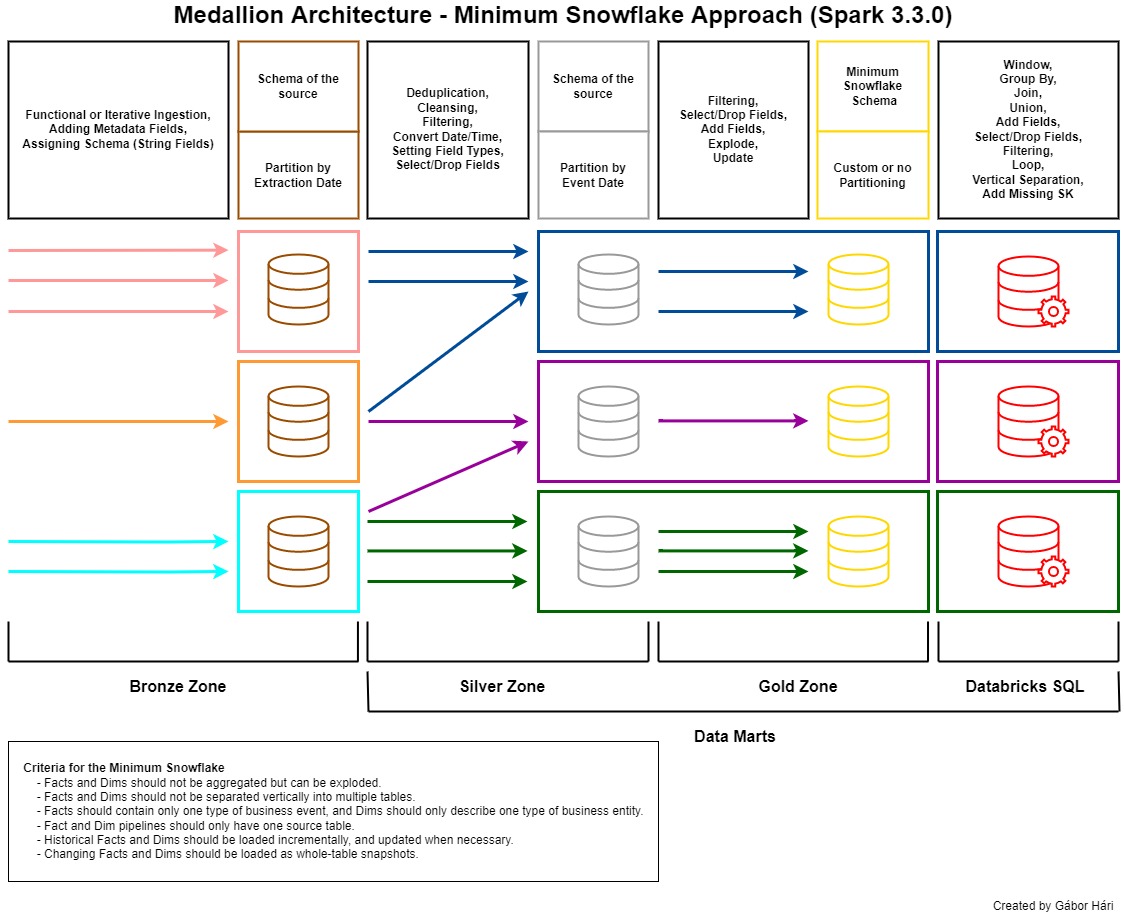 Medallion Architecture - Minimum Snowflake Approach (Spark 3.3.0)
Functional or Iterative Ingestion,
Adding Metadata Fields,
Assigning Schema (String Fields)
Schema of the
source
Partition by
Extraction Date
Deduplication,
Cleansing,
Filtering,
Convert Date/Time,
Setting Field Types,
Select/Drop Fields
Schema of the
source
Partition by
Event Date
Filtering,
Select/Drop Fields,
Add Fields,
Explode,
Update
Minimum
Snowflake
Schema
Custom or no
Partitioning
Window,
Group By,
Join,
Union,
Add Fields,
Select/Drop Fields,
Filtering,
Loop,
Vertical Separation,
Add Missing SK
Bronze Zone
Silver Zone
Gold Zone
Databricks SQL
Data Marts
Criteria for the Minimum Snowflake
- Facts and Dims should not be aggregated but can be exploded.
- Facts and Dims should not be separated vertically into multiple tables.
- Facts should contain only one type of business event, and Dims should only describe one type of business entity.
- Fact and Dim pipelines should only have one source table.
- Historical Facts and Dims should be loaded incrementally, and updated when necessary.
- Changing Facts and Dims should be loaded as whole-table snapshots.
Created by Gábor Hári